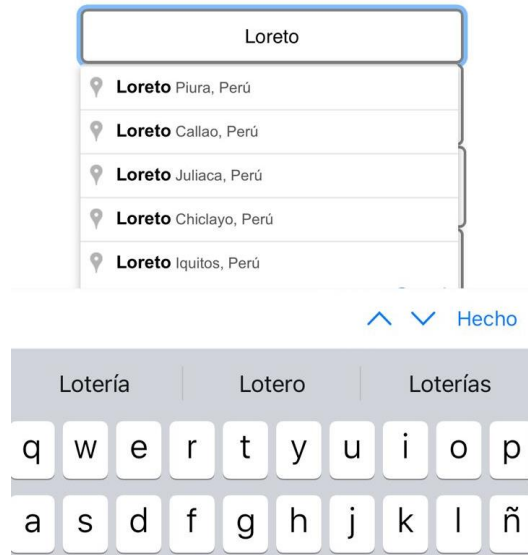 Loreto
Loreto Piura, Perú
Loreto Callao, Perú
Loreto Juliaca, Perú
Loreto Chiclayo, Perú
Loreto Iquitos, Perú
Hecho
Lotería Lotero Loterías
q w e r t y u i o p
a s d f g h j k l ñ